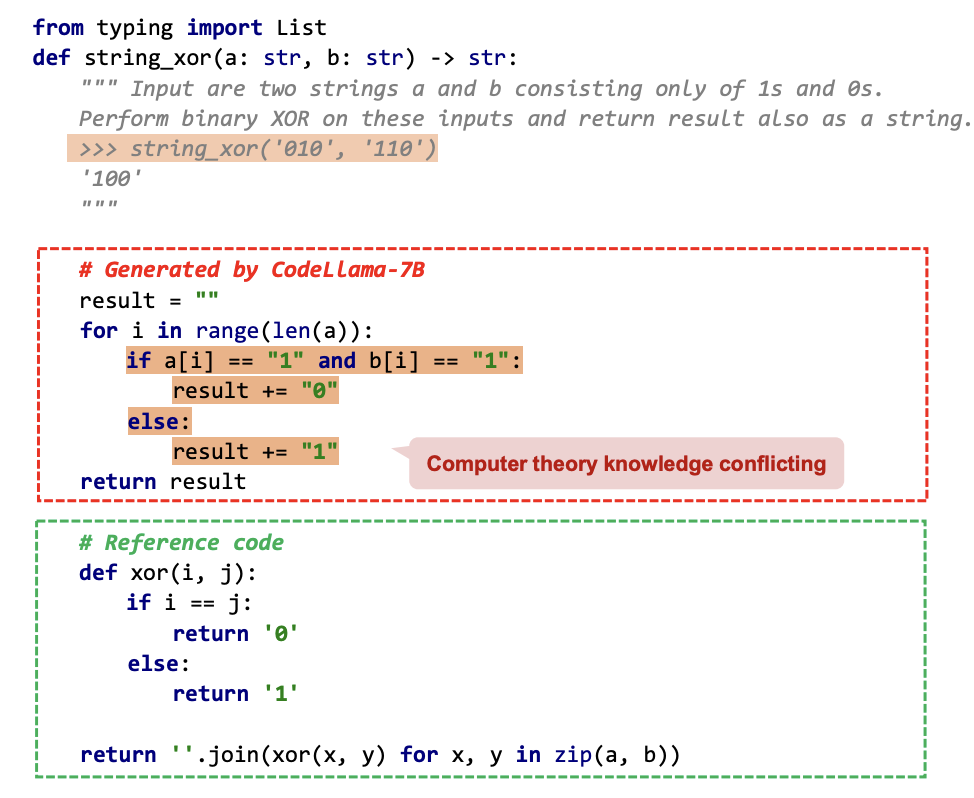 from typing import List
def string_xor(a: str, b: str) -> str:
    """ Input are two strings a and b consisting only of 1s and 0s.
    Perform binary XOR on these inputs and return result also as a string.
    >>> string_xor('010', '110')
    '100'
    """
    # Generated by CodeLlama-7B
    result = ""
    for i in range(len(a)):
        if a[i] == "1" and b[i] == "1":
            result += "0"
        else:
            result += "1"
Computer theory knowledge conflicting
    return result
    # Reference code
    def xor(i, j):
        if i == j:
            return '0'
        else:
            return '1'
    return ''.join(xor(x, y) for x, y in zip(a, b))